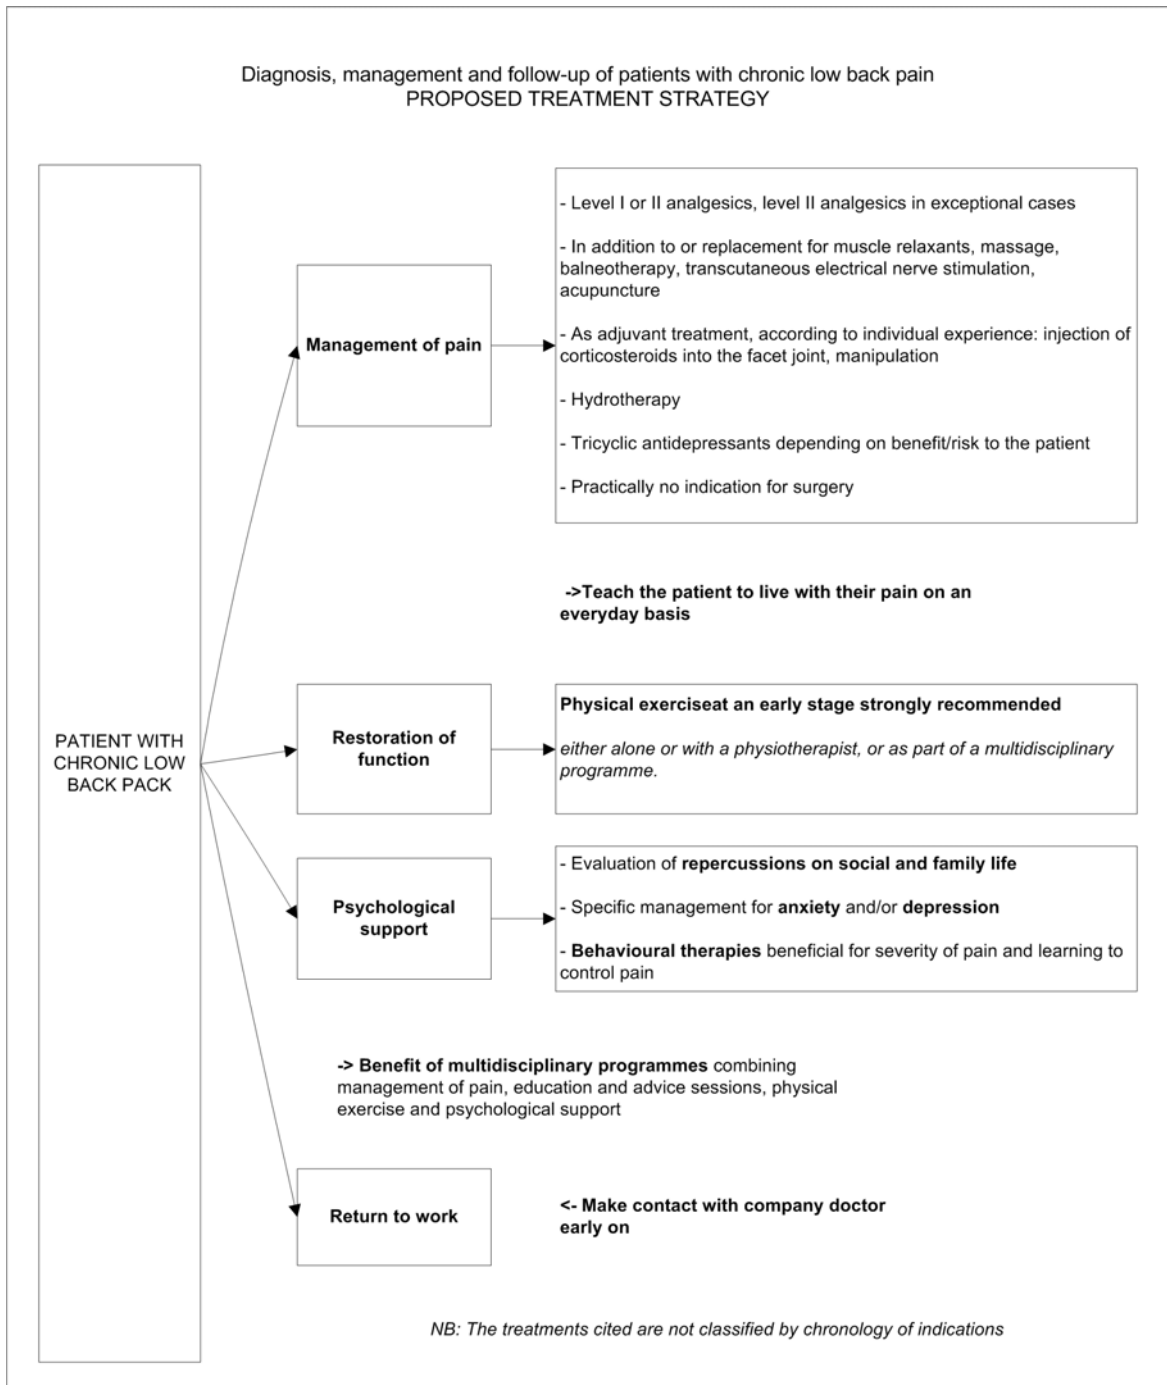 Diagnosis, management and follow-up of patients with chronic low back pain
PROPOSED TREATMENT STRATEGY
PATIENT WITH
CHRONIC LOW
BACK PACK
Management of pain
- Level I or II analgesics, level II analgesics in exceptional cases
- In addition to or replacement for muscle relaxants, massage,
balneotherapy, transcutaneous electrical nerve stimulation,
acupuncture
- As adjuvant treatment, according to individual experience: injection of
corticosteroids into the facet joint, manipulation
- Hydrotherapy
- Tricyclic antidepressants depending on benefit/risk to the patient
- Practically no indication for surgery
->Teach the patient to live with their pain on an
everyday basis
Restoration of
function
Physical exerciseat an early stage strongly recommended
either alone or with a physiotherapist, or as part of a multidisciplinary
programme.
Psychological
support
- Evaluation of repercussions on social and family life
- Specific management for anxiety and/or depression
- Behavioural therapies beneficial for severity of pain and learning to
control pain
-> Benefit of multidisciplinary programmes combining
management of pain, education and advice sessions, physical
exercise and psychological support
Return to work
<- Make contact with company doctor
early on
NB: The treatments cited are not classified by chronology of indications